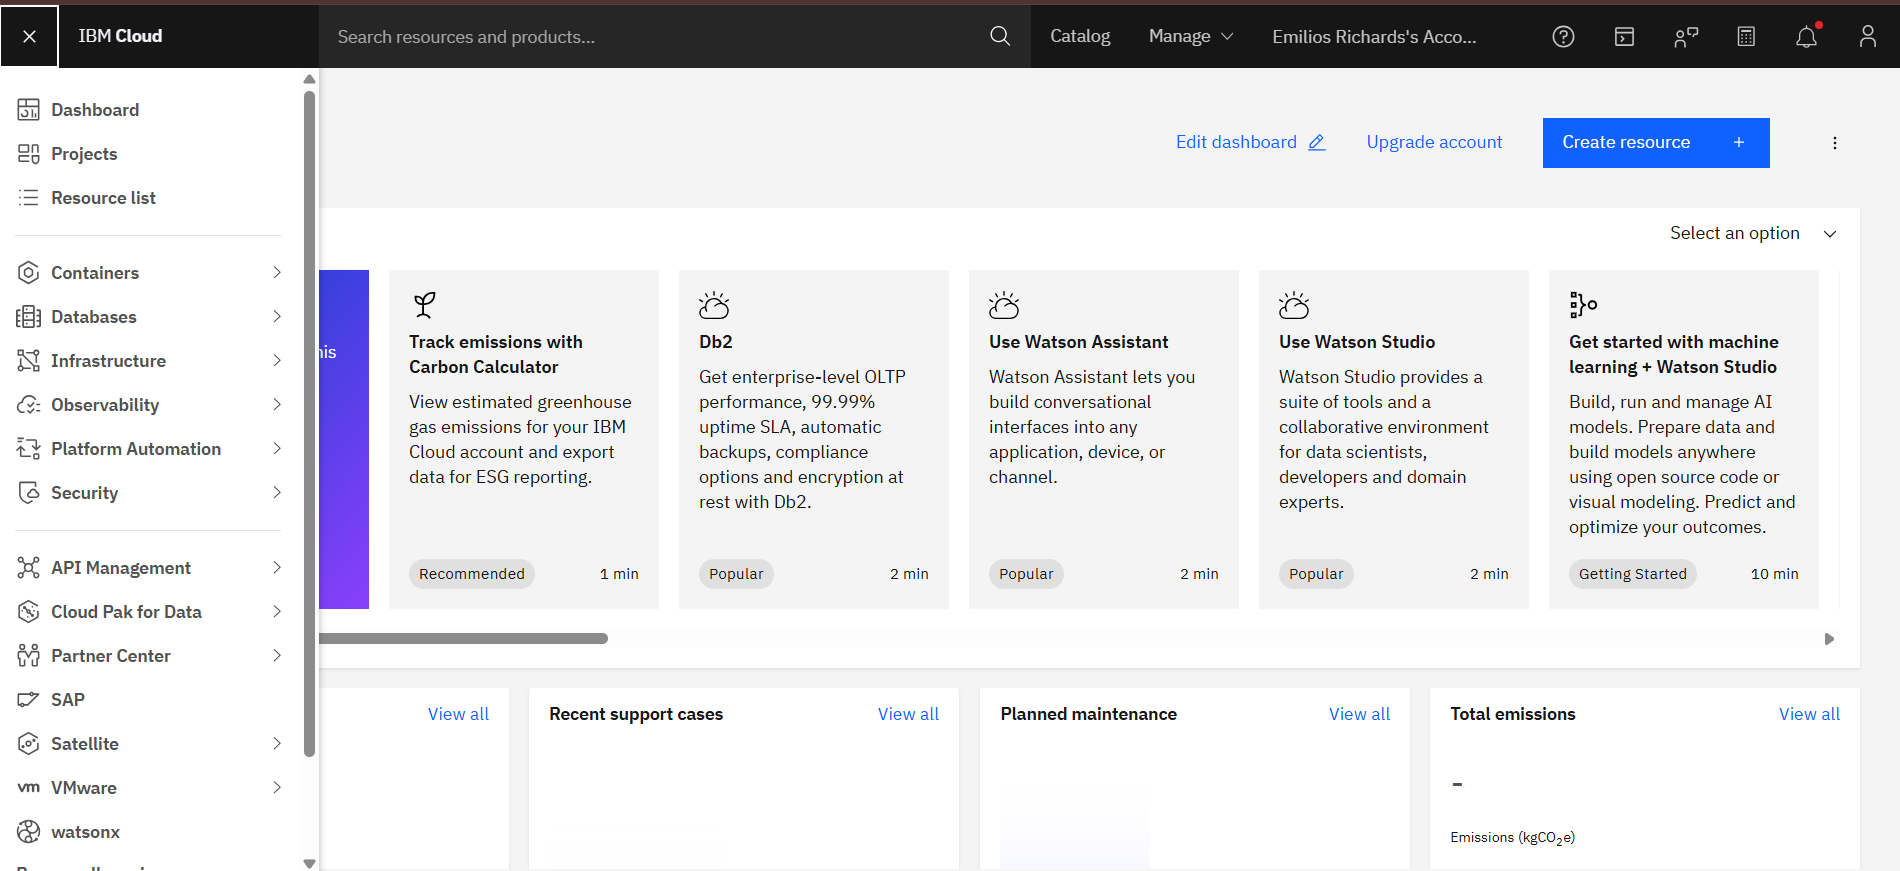 IBM Cloud
Search resources and products...
Catalog
Manage
Emilios Richards's Acco...
Dashboard
Projects
Resource list
Containers
Databases
Infrastructure
Observability
Platform Automation
Security
API Management
Cloud Pak for Data
Partner Center
SAP
Satellite
VMware
watsonx
Edit dashboard
Upgrade account
Create resource +
Select an option
Track emissions with
Carbon Calculator
View estimated greenhouse
gas emissions for your IBM
Cloud account and export
data for ESG reporting.
Recommended
1 min
Db2
Get enterprise-level OLTP
performance, 99.99%
uptime SLA, automatic
backups, compliance
options and encryption at
rest with Db2.
Popular
2 min
Use Watson Assistant
Watson Assistant lets you
build conversational
interfaces into any
application, device, or
channel.
Popular
2 min
Use Watson Studio
Watson Studio provides a
suite of tools and a
collaborative environment
for data scientists,
developers and domain
experts.
Popular
2 min
Get started with machine
learning + Watson Studio
Build, run and manage AI
models. Prepare data and
build models anywhere
using open source code or
visual modeling. Predict and
optimize your outcomes.
Getting Started
10 min
View all
Recent support cases
View all
Planned maintenance
View all
Total emissions
View all
-
Emissions (kgCO₂e)